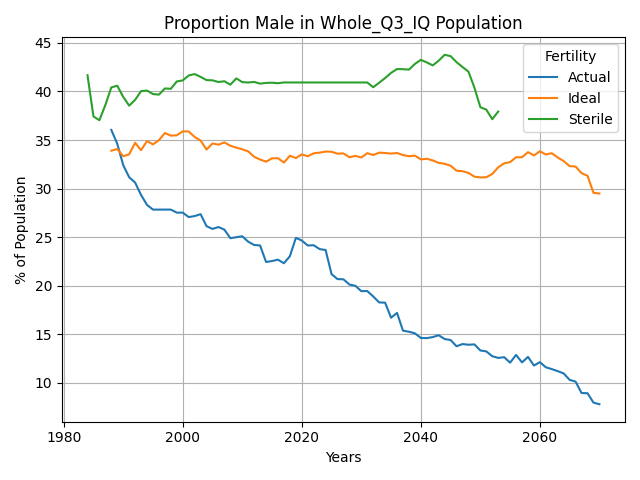 Proportion Male in Whole_Q3_IQ Population
Fertility
Actual
Ideal
Sterile
% of Population
45
40
35
30
25
20
15
10
1980
2000
2020
2040
2060
Years